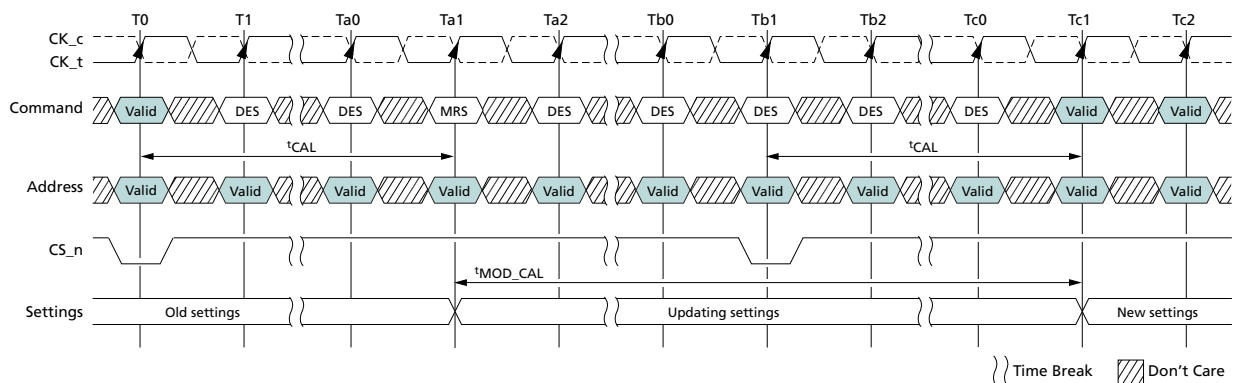 T0 T1 Ta0 Ta1 Ta2 Tb0 Tb1 Tb2 Tc0 Tc1 Tc2
CK_c
CK_t
Command Valid DES DES MRS DES DES DES DES DES Valid Valid
tCAL tCAL
Address Valid Valid Valid Valid Valid Valid Valid Valid Valid Valid Valid
CS_n
tMOD_CAL
Settings Old settings Updating settings New settings
Time Break Don't Care